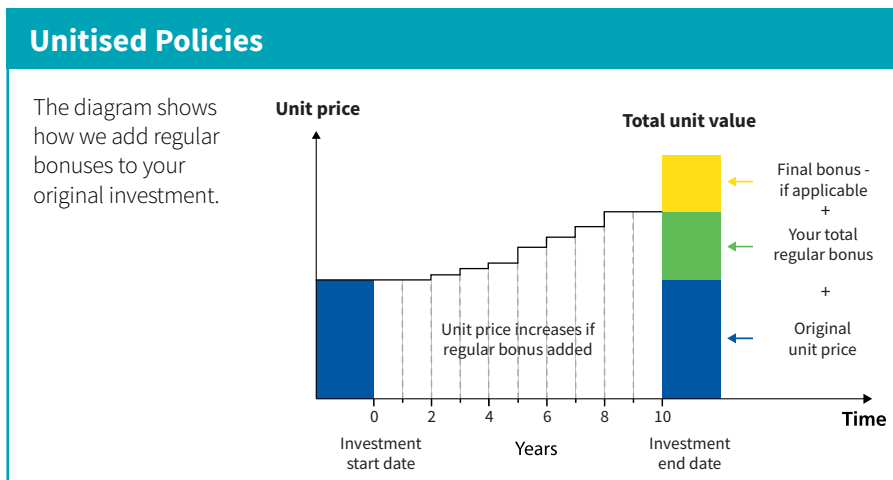 Unitised Policies
The diagram shows
how we add regular
bonuses to your
original investment.
Unit price
Total unit value
Final bonus -
if applicable
+
Your total
regular bonus
+
Original
unit price
Unit price increases if
regular bonus added
0 2 4 6 8 10
Time
Investment
start date
Years
Investment
end date